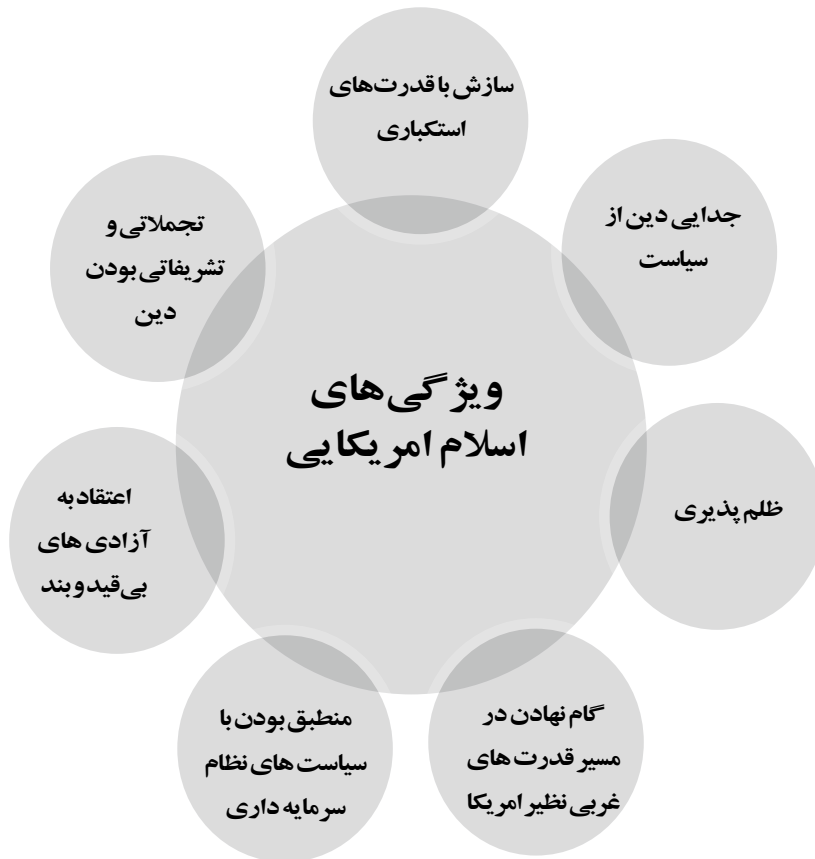 ویژگی‌های
اسلام امریکایی
سازش با قدرت‌های
استکباری
جدایی دین از
سیاست
ظلم پذیری
گام نهادن در
مسیر قدرت های
غربی نظیر امریکا
منطبق بودن با
سیاست های نظام
سرمایه داری
اعتقاد به
آزادی های
بی‌قید و بند
تجملاتی و
تشریفاتی بودن
دین